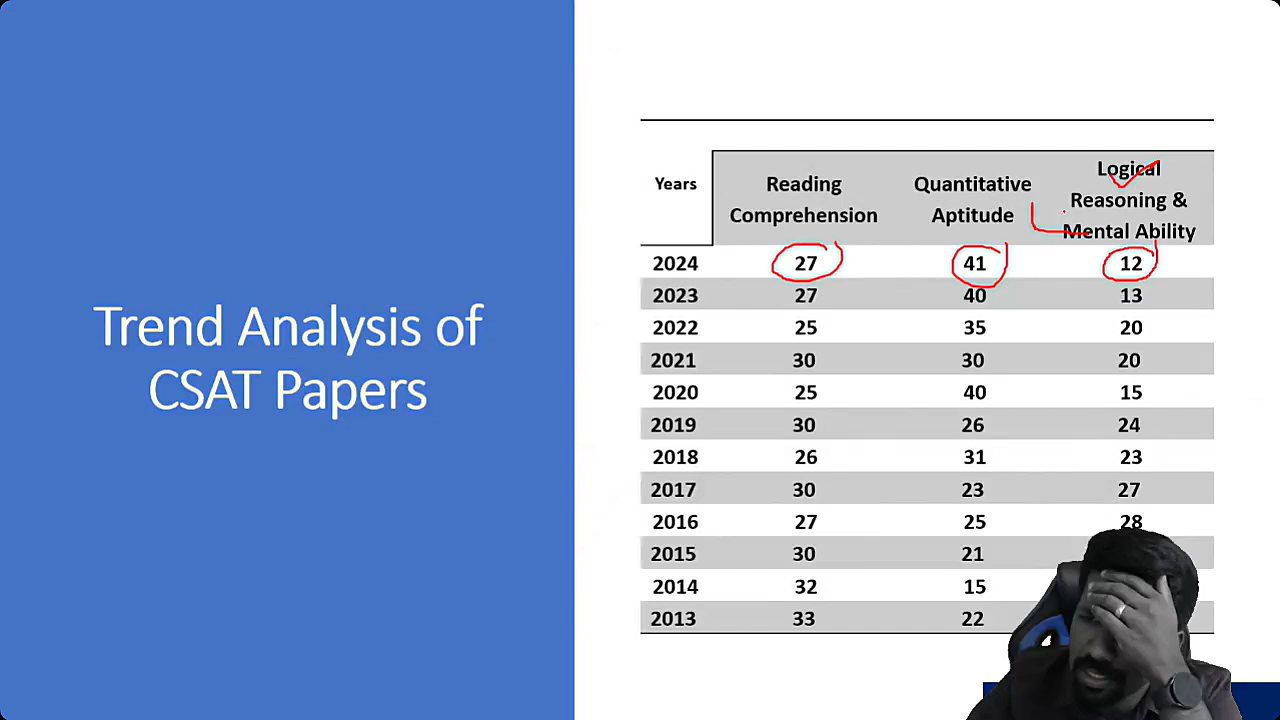 Trend Analysis of
CSAT Papers
Years Reading Comprehension Quantitative Aptitude Logical Reasoning & Mental Ability
2024 27 41 12
2023 27 40 13
2022 25 35 20
2021 30 30 20
2020 25 40 15
2019 30 26 24
2018 26 31 23
2017 30 23 27
2016 27 25 28
2015 30 21
2014 32 15
2013 33 22